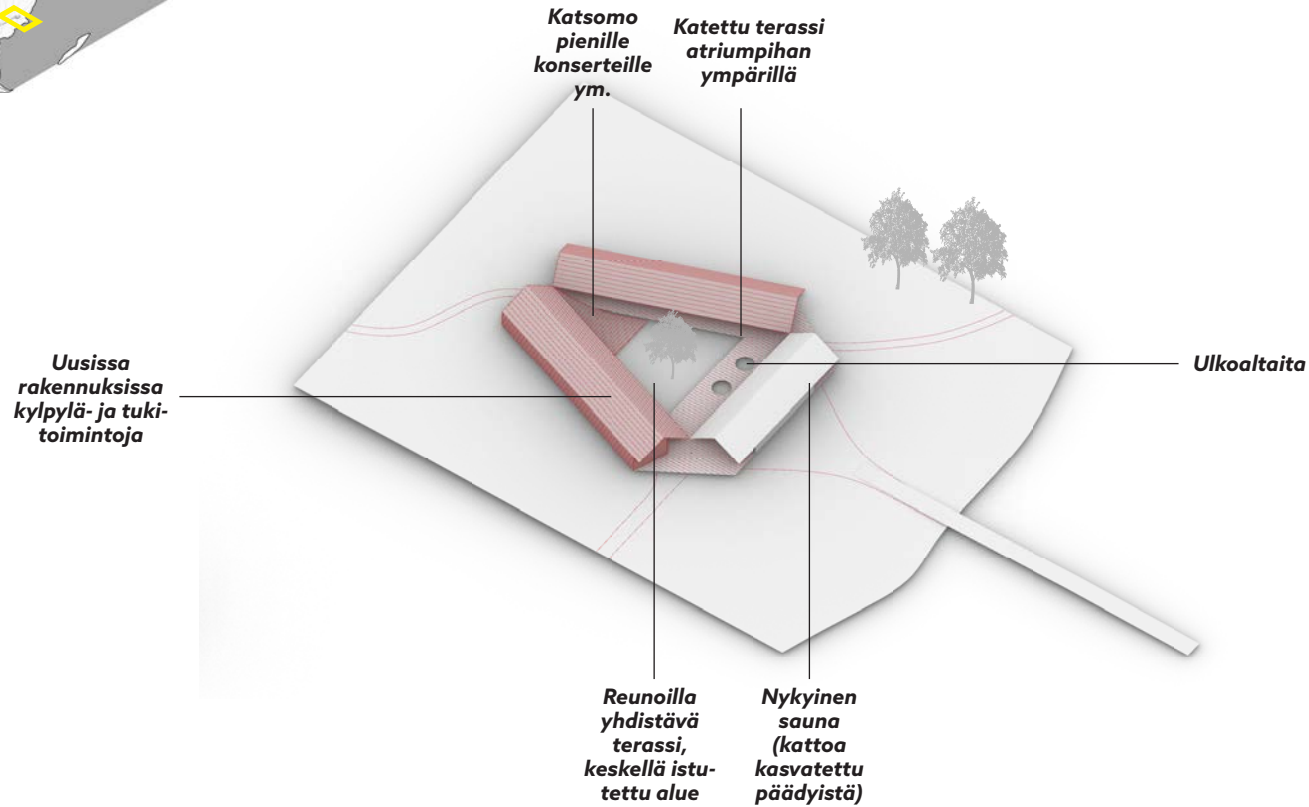 Katsomo
pienille
konserteille
ym.
Katettu terassi
atriumpihan
ympärillä
Uusissa
rakennuksissa
kylpylä- ja tuki-
toimintoja
Ulkoaltaita
Reunoilla
yhdistävä
terassi,
keskellä istu-
tettu alue
Nykyinen
sauna
(kattoa
kasvatettu
päädyistä)